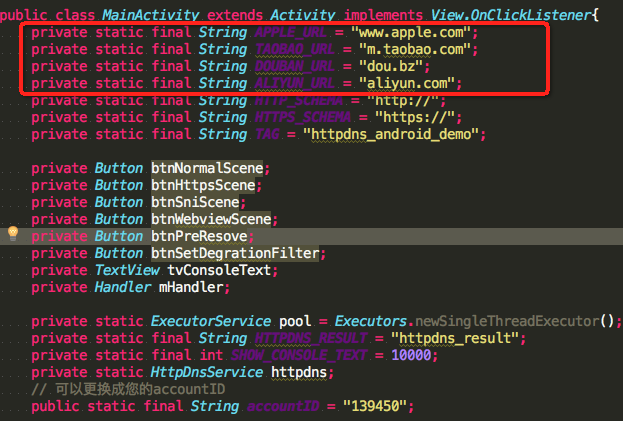 public class MainActivity extends Activity implements View.OnClickListener{
private static final String APPLE_URL = "www.apple.com";
private static final String TAOBAO_URL = "m.taobao.com";
private static final String DOUBAN_URL = "dou.bz";
private static final String ALIYUN_URL = "aliyun.com";
private static final String HTTP_SCHEMA = "http://";
private static final String HTTPS_SCHEMA = "https://";
private static final String TAG = "httpdns_android_demo";
private Button btnNormalScene;
private Button btnHttpsScene;
private Button btnSniScene;
private Button btnWebviewScene;
private Button btnPreResove;
private Button btnSetDegrationFilter;
private TextView tvConsoleText;
private Handler mHandler;
private static ExecutorService pool = Executors.newSingleThreadExecutor();
private static final String HTTPDNS_RESULT = "httpdns_result";
private static final int SHOW_CONSOLE_TEXT = 10000;
private static HttpDnsService httpdns;
// 可以更换成您的accountID
public static final String accountID = "139450";